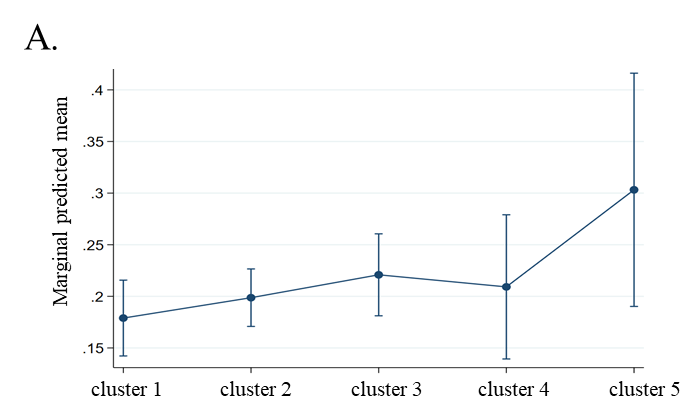 A.
Marginal predicted mean
.4
.35
.3
.25
.2
.15
cluster 1 cluster 2 cluster 3 cluster 4 cluster 5